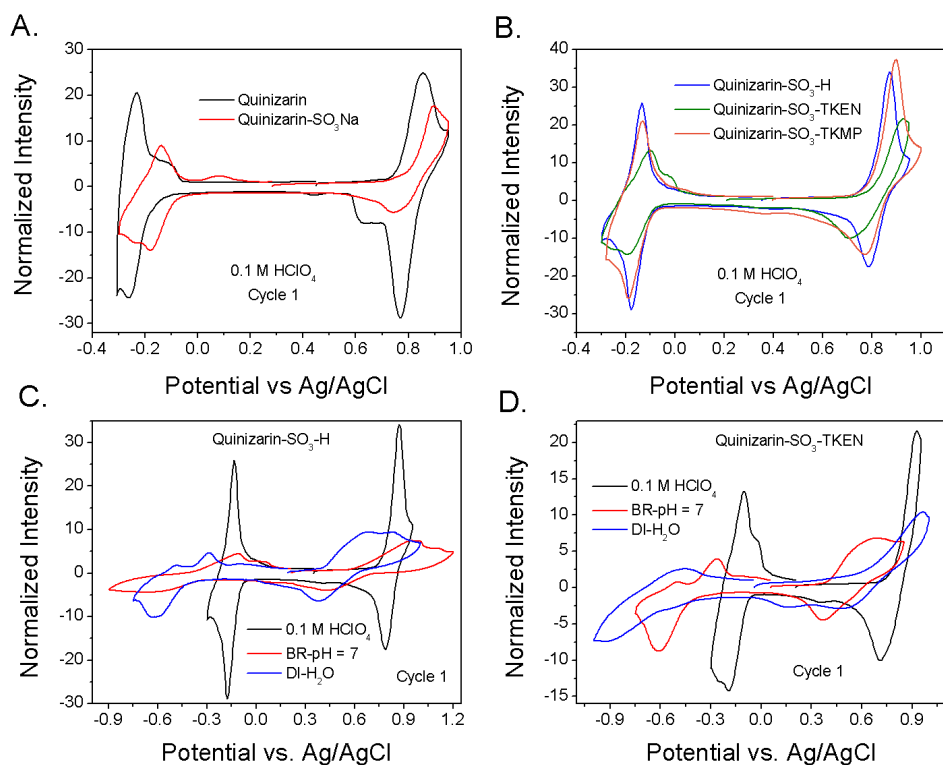 A.
30
20
10
0
-10
-20
-30
-0.4 -0.2 0.0 0.2 0.4 0.6 0.8 1.0
Normalized Intensity
Potential vs Ag/AgCl
Quinizarin
Quinizarin-SO₃Na
0.1 M HClO₄
Cycle 1
B.
40
30
20
10
0
-10
-20
-30
-0.4 -0.2 0.0 0.2 0.4 0.6 0.8 1.0
Normalized Intensity
Potential vs Ag/AgCl
Quinizarin-SO₃-H
Quinizarin-SO₃-TKEN
Quinizarin-SO₃-TKMP
0.1 M HClO₄
Cycle 1
C.
30
20
10
0
-10
-20
-30
-0.9 -0.6 -0.3 0.0 0.3 0.6 0.9 1.2
Normalized Intensity
Potential vs. Ag/AgCl
Quinizarin-SO₃-H
0.1 M HClO₄
BR-pH = 7
DI-H₂O
Cycle 1
D.
20
15
10
5
0
-5
-10
-15
-0.9 -0.6 -0.3 0.0 0.3 0.6 0.9
Normalized Intensity
Potential vs. Ag/AgCl
Quinizarin-SO₃-TKEN
0.1 M HClO₄
BR-pH = 7
DI-H₂O
Cycle 1